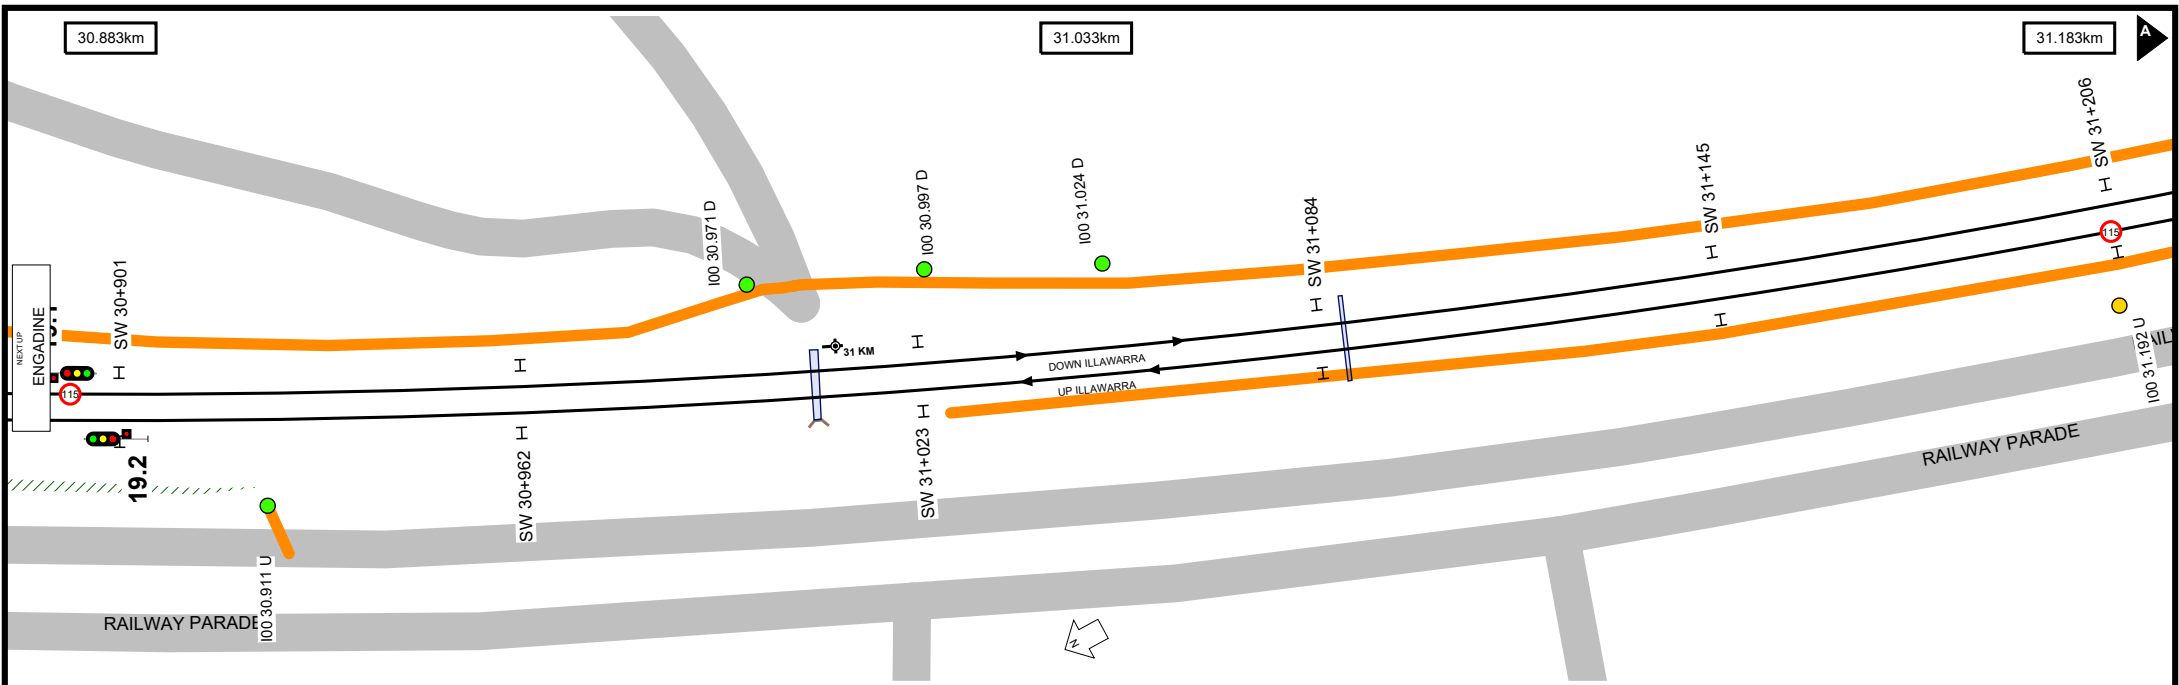 30.883km
31.033km
31.183km
A
SW 31+206
SW 31+145
I00 31.024 D
I00 30.997 D
I00 30.971 D
SW 31+084
SW 30+901
NEXT UP
ENGADINE
115
115
31 KM
DOWN ILLAWARRA
UP ILLAWARRA
19.2
SW 30+962
SW 31+023
I00 31.192 U
I00 30.911 U
RAILWAY PARADE
RAILWAY PARADE
N